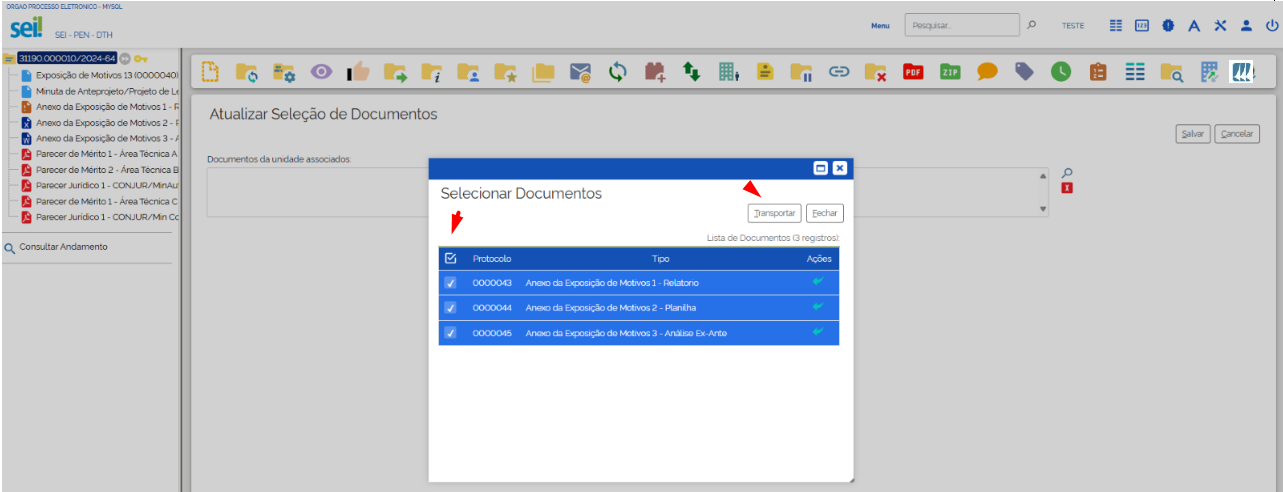 ORGAO PROCESSO ELETRONICO - MYSQL
sei!
SEI - PEN - DTH
Menu
Pesquisar..
TESTE
31190.000010/2024-64
Exposição de Motivos 13 (00000040)
Minuta de Anteprojeto/Projeto de Le
Anexo da Exposição de Motivos 1 - R
Anexo da Exposição de Motivos 2 - P
Anexo da Exposição de Motivos 3 - A
Parecer de Mérito 1 - Área Técnica A
Parecer de Mérito 2 - Área Técnica B
Parecer Jurídico 1 - CONJUR/MinAu
Parecer de Mérito 1 - Área Técnica C
Parecer Jurídico 1 - CONJUR/Min Cc
Consultar Andamento
PDF
ZIP
Atualizar Seleção de Documentos
Salvar
Cancelar
Documentos da unidade associados:
Selecionar Documentos
Transportar
Fechar
Lista de Documentos (3 registros):
Protocolo Tipo Ações
0000043 Anexo da Exposição de Motivos 1 - Relatorio
0000044 Anexo da Exposição de Motivos 2 - Planilha
0000045 Anexo da Exposição de Motivos 3 - Análise Ex-Ante